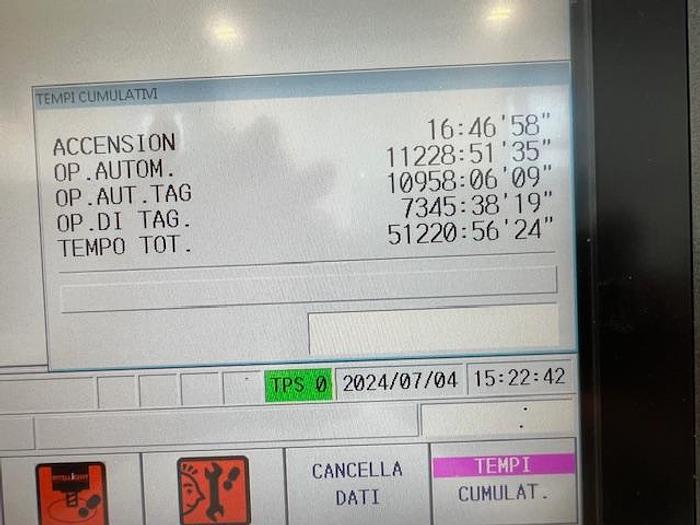 TEMPI CUMULATIVI
ACCENSION 16:46'58"
OP.AUTOM. 11228:51'35"
OP.AUT.TAG 10958:06'09"
OP.DI TAG. 7345:38'19"
TEMPO TOT. 51220:56'24"
TPS 0 2024/07/04 15:22:42
:
CANCELLA
DATI
TEMPI
CUMULAT.